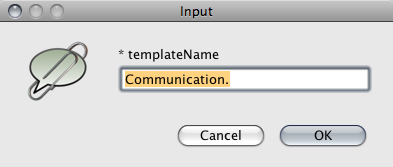 Input
* templateName
Communication.
Cancel OK